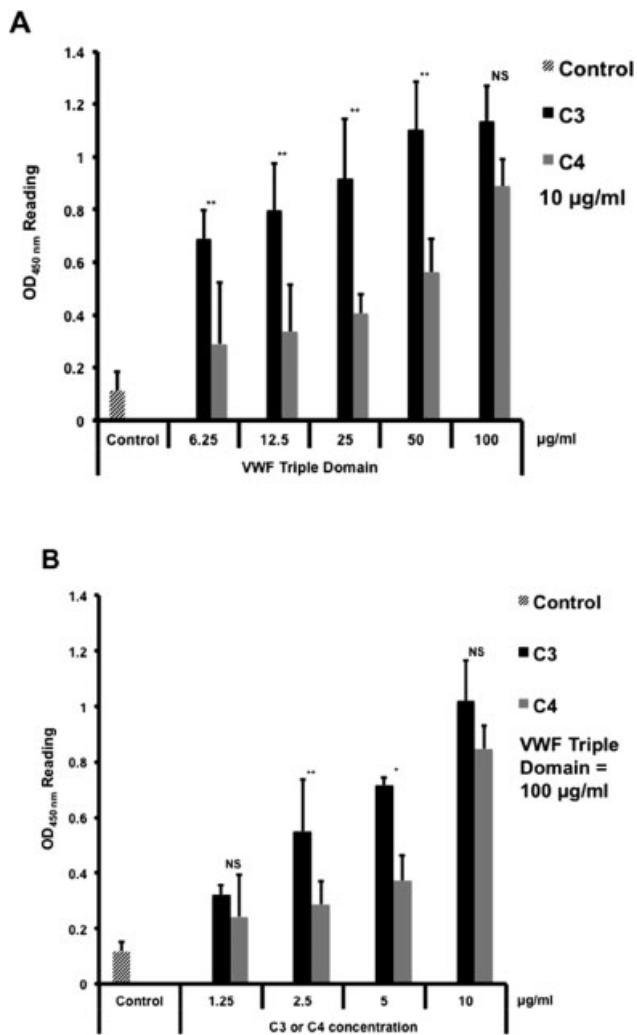 A
1.4
1.2
1
0.8
0.6
0.4
0.2
0
OD450 nm Reading
**
**
**
**
NS
Control
C3
C4
10 µg/ml
Control 6.25 12.5 25 50 100 µg/ml
VWF Triple Domain
B
1.4
1.2
1
0.8
0.6
0.4
0.2
0
OD450 nm Reading
NS
**
*
NS
Control
C3
C4
VWF Triple
Domain =
100 µg/ml
Control 1.25 2.5 5 10 µg/ml
C3 or C4 concentration